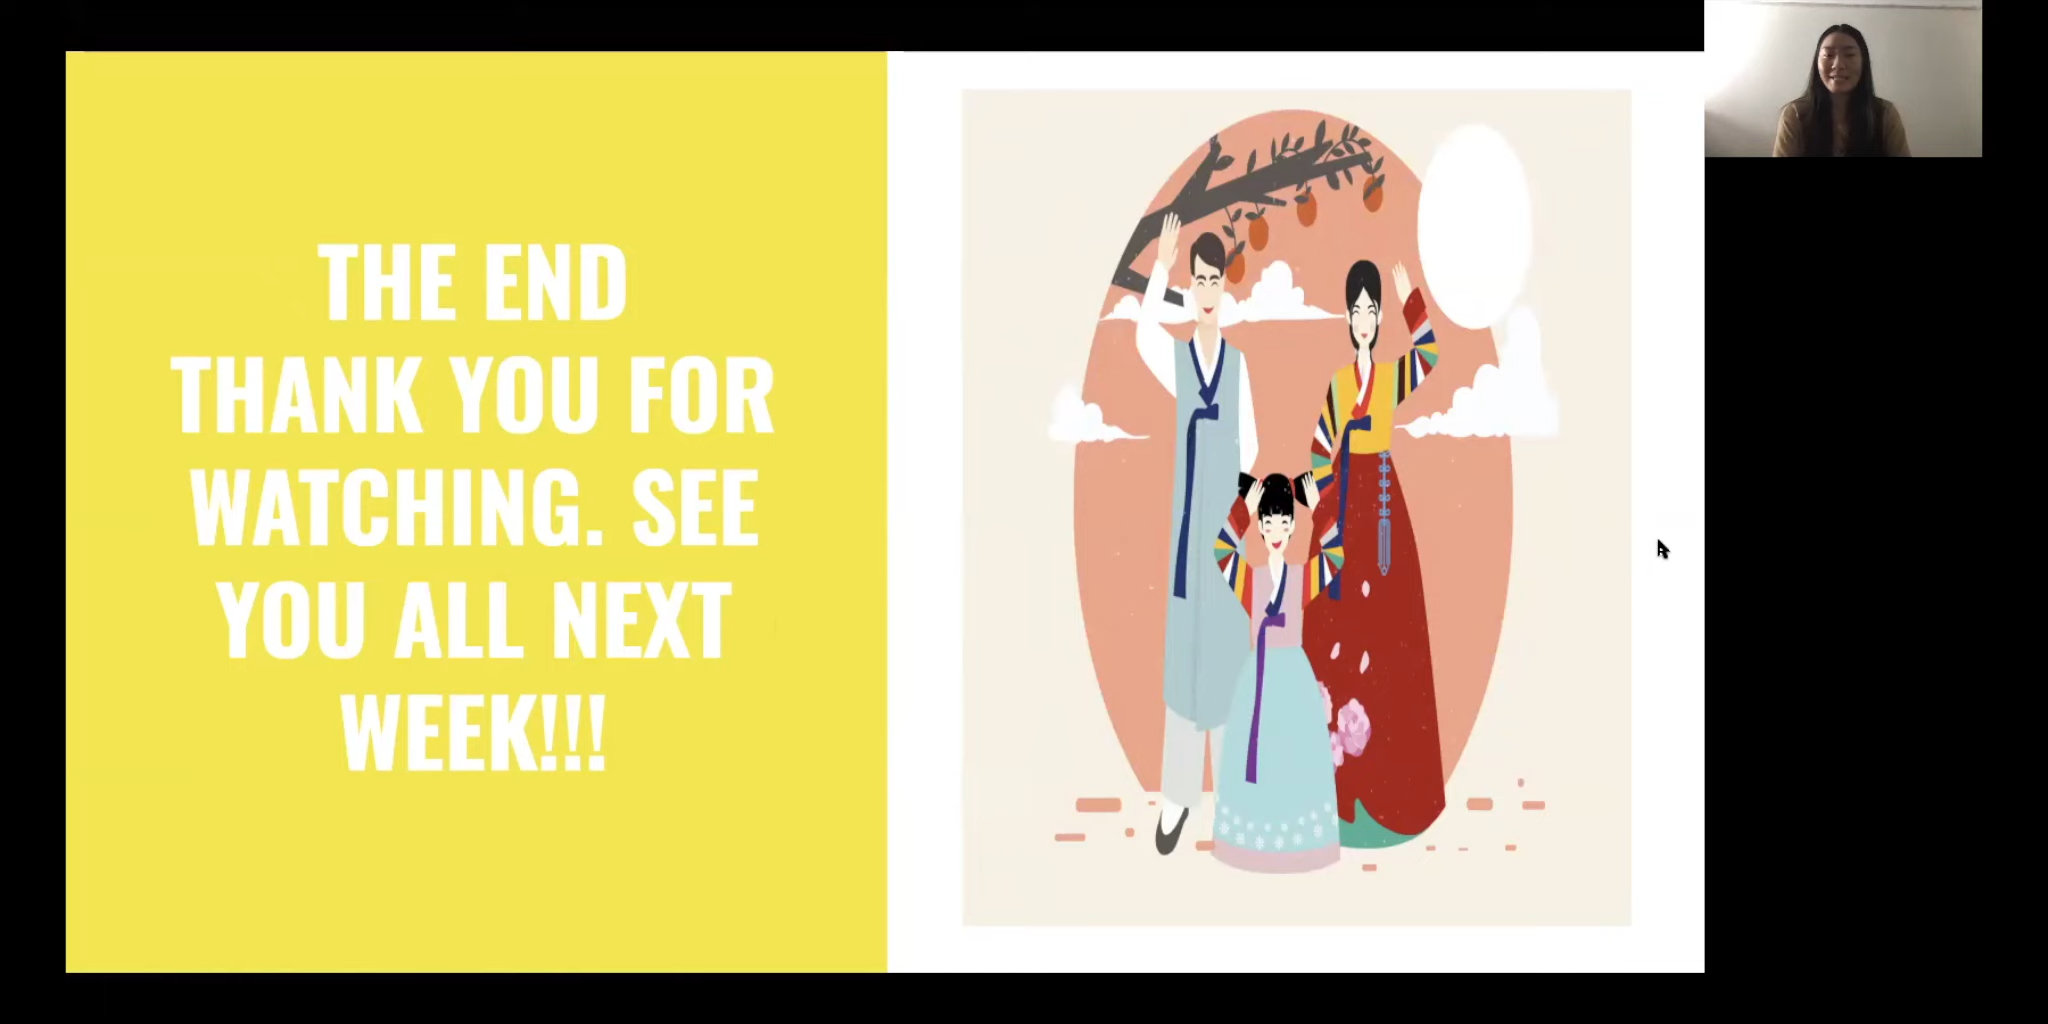 THE END
THANK YOU FOR
WATCHING. SEE
YOU ALL NEXT
WEEK!!!